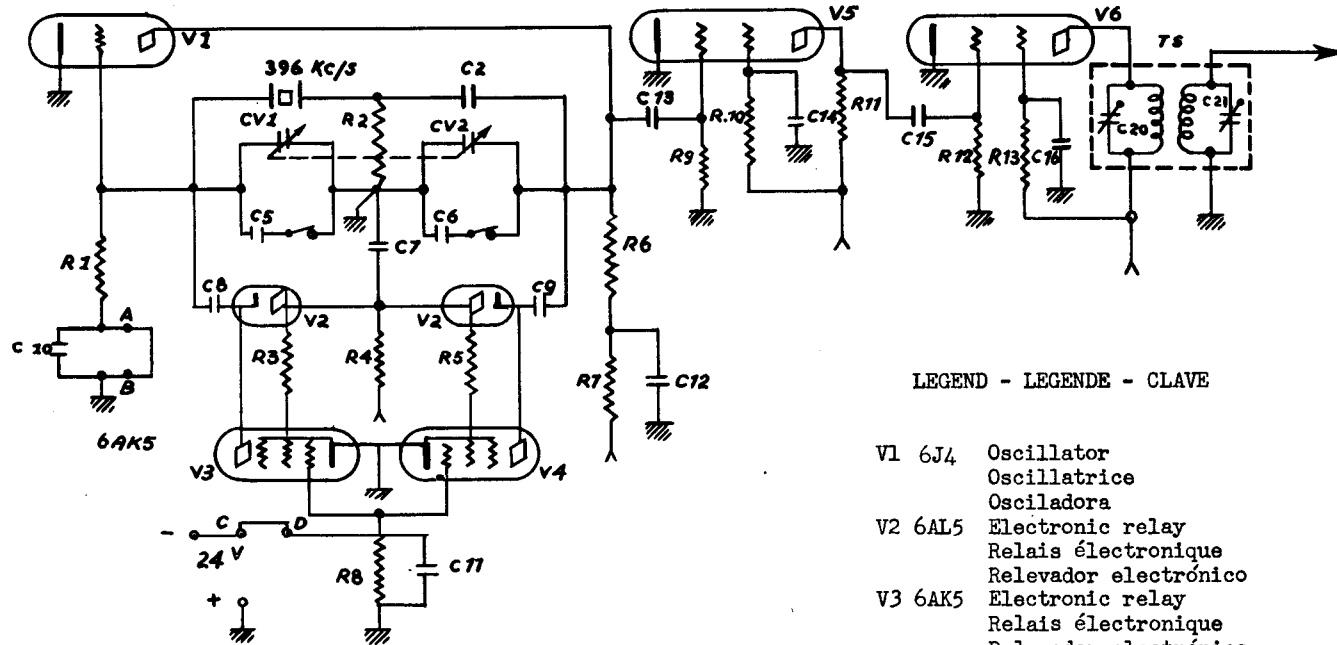 V1
V5
V6
TS
396 Kc/s
C2
CV1
R2
CV2
C13
R.10
C14
R11
C15
R9
R12
R13
C16
C20
C21
C5
C6
C7
R1
R6
C8
V2
V2
C9
C 10
A
B
R3
R4
R5
R7
C12
6AK5
V3
V4
- C D
24 V
+
R8
C11
LEGEND - LEGENDE - CLAVE
V1 6J4 Oscillator
Oscillatrice
Osciladora
V2 6AL5 Electronic relay
Relais électronique
Relevador electrónico
V3 6AK5 Electronic relay
Relais électronique